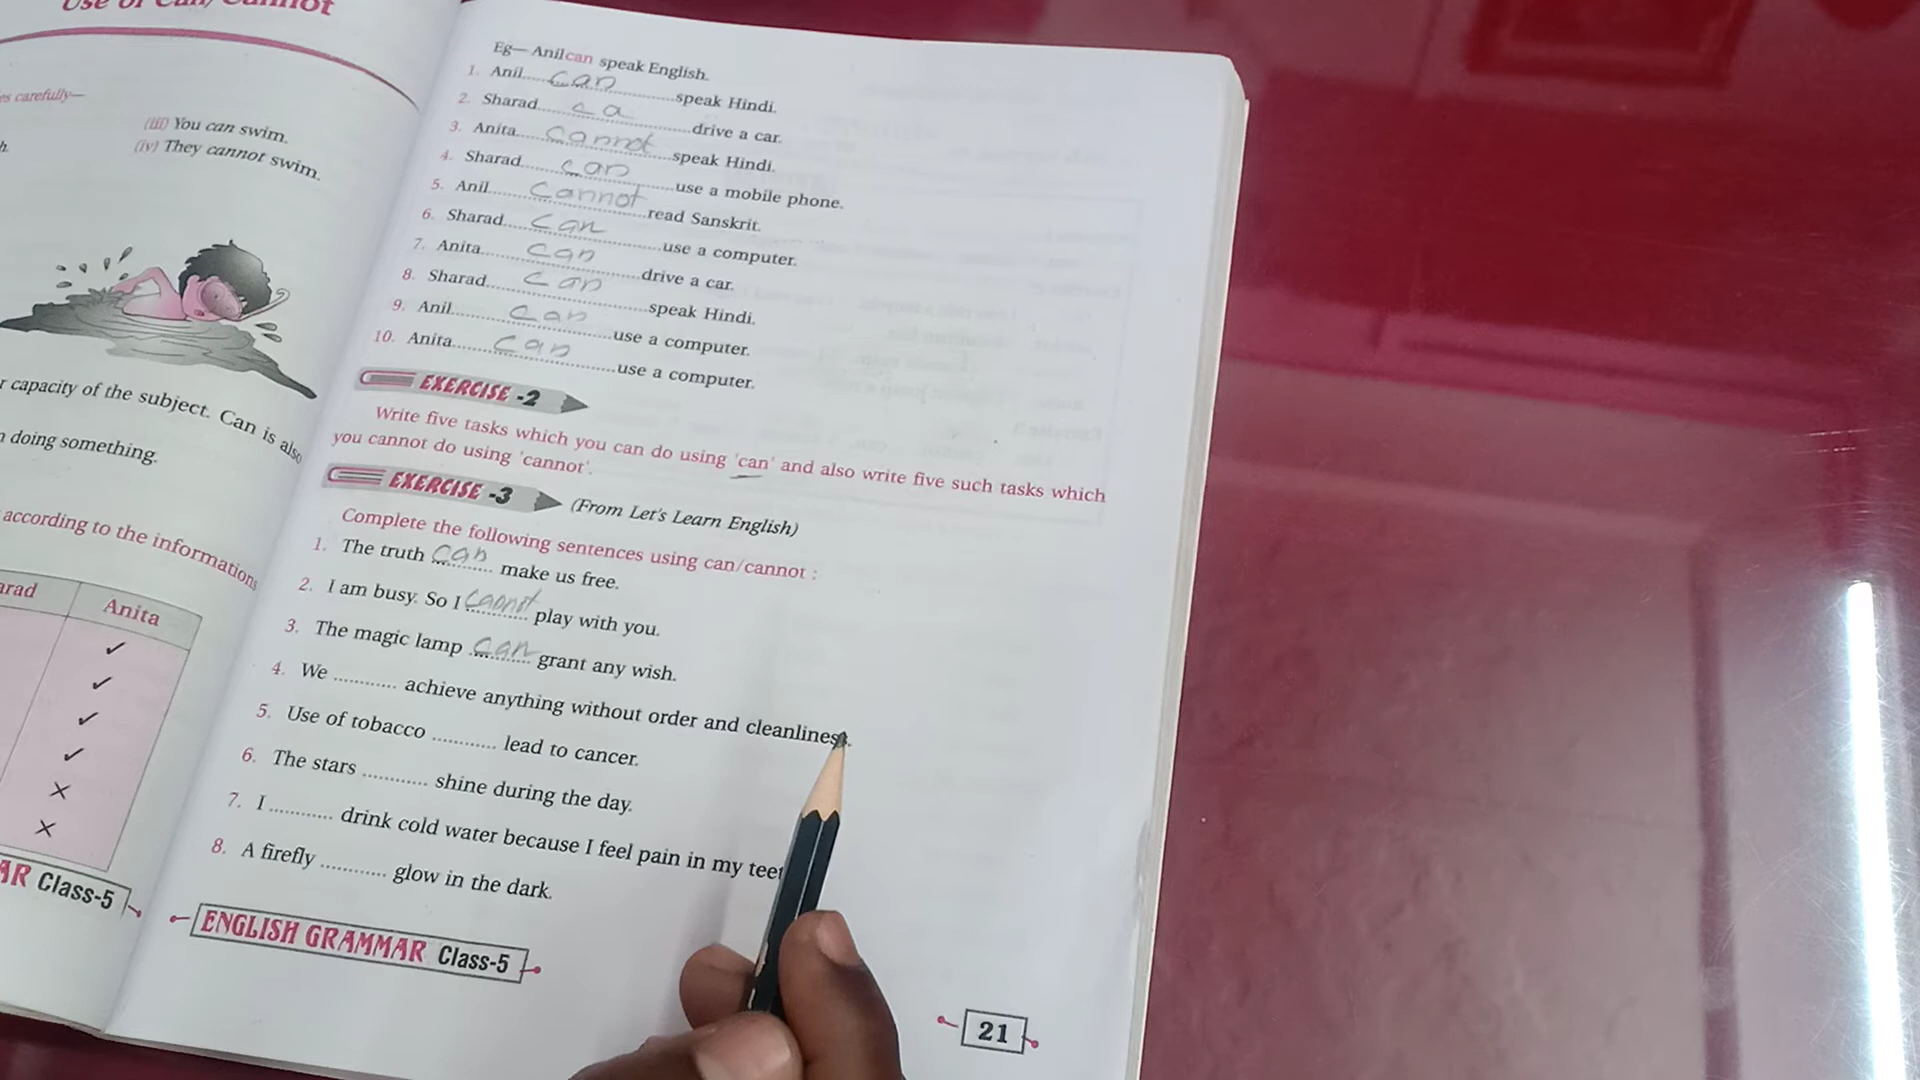 Use of Can/Cannot
es carefully—
(iii) You can swim.
h.
(iv) They cannot swim.
r capacity of the subject. Can is also
n doing something.
according to the informations
arad Anita
✓
✓
✓
✓
×
×
AR Class-5
Eg— Anil can speak English.
1. Anil.....can..........speak Hindi.
2. Sharad.....ca..........drive a car.
3. Anita.....cannot.....speak Hindi.
4. Sharad.....can..........use a mobile phone.
5. Anil.....cannot.....read Sanskrit.
6. Sharad.....can..........use a computer.
7. Anita.....can..........drive a car.
8. Sharad.....can..........speak Hindi.
9. Anil.....can..........use a computer.
10. Anita.....can..........use a computer.
EXERCISE -2
Write five tasks which you can do using 'can' and also write five such tasks which
you cannot do using 'cannot'.
EXERCISE -3 (From Let's Learn English)
Complete the following sentences using can/cannot :
1. The truth can make us free.
2. I am busy. So I cannot play with you.
3. The magic lamp can grant any wish.
4. We ............ achieve anything without order and cleanliness.
5. Use of tobacco ............ lead to cancer.
6. The stars ............ shine during the day.
7. I ............ drink cold water because I feel pain in my teet
8. A firefly ............ glow in the dark.
ENGLISH GRAMMAR Class-5
21